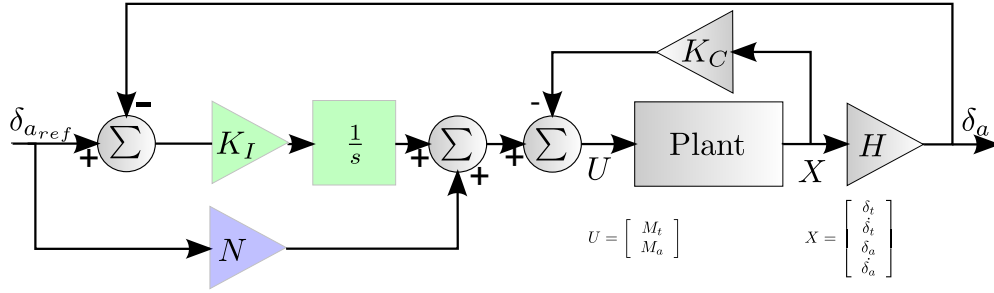 K_C
-
-
δ_{a_{ref}} + Σ K_I 1/s + Σ + Σ U Plant X H δ_a
+
N
U = [ M_t
M_a ]
X = [ δ_t
δ̇_t
δ_a
δ̇_a ]